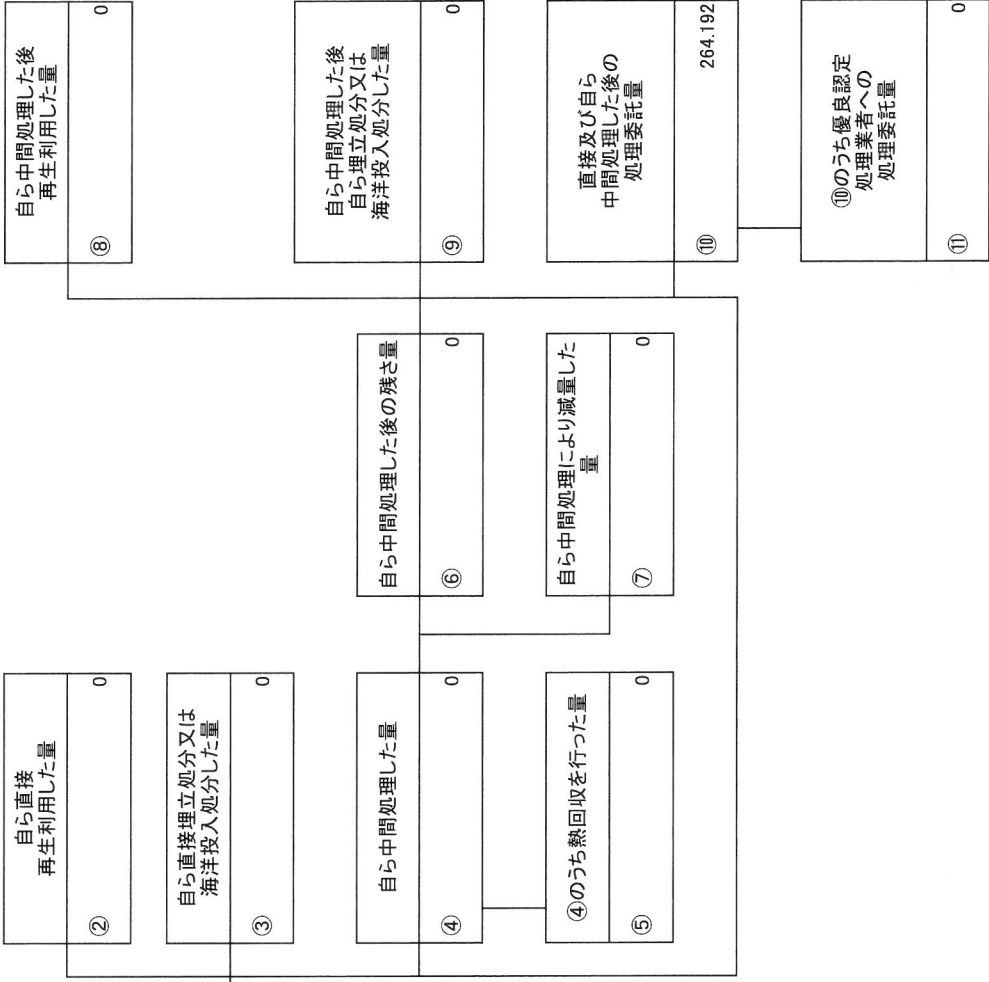 自ら直接
再生利用した量
② 0
自ら直接埋立処分又は
海洋投入処分した量
③ 0
自ら中間処理した量
④ 0
④のうち熱回収を行った量
⑤ 0
自ら中間処理した後の残さ量
⑥ 0
自ら中間処理により減量した
量
⑦ 0
自ら中間処理した後
再生利用した量
⑧ 0
自ら中間処理した後
自ら埋立処分又は
海洋投入処分した量
⑨ 0
直接及び自ら
中間処理した後の
処理委託量
⑩ 264.192
⑩のうち優良認定
処理業者への
処理委託量
⑪ 0